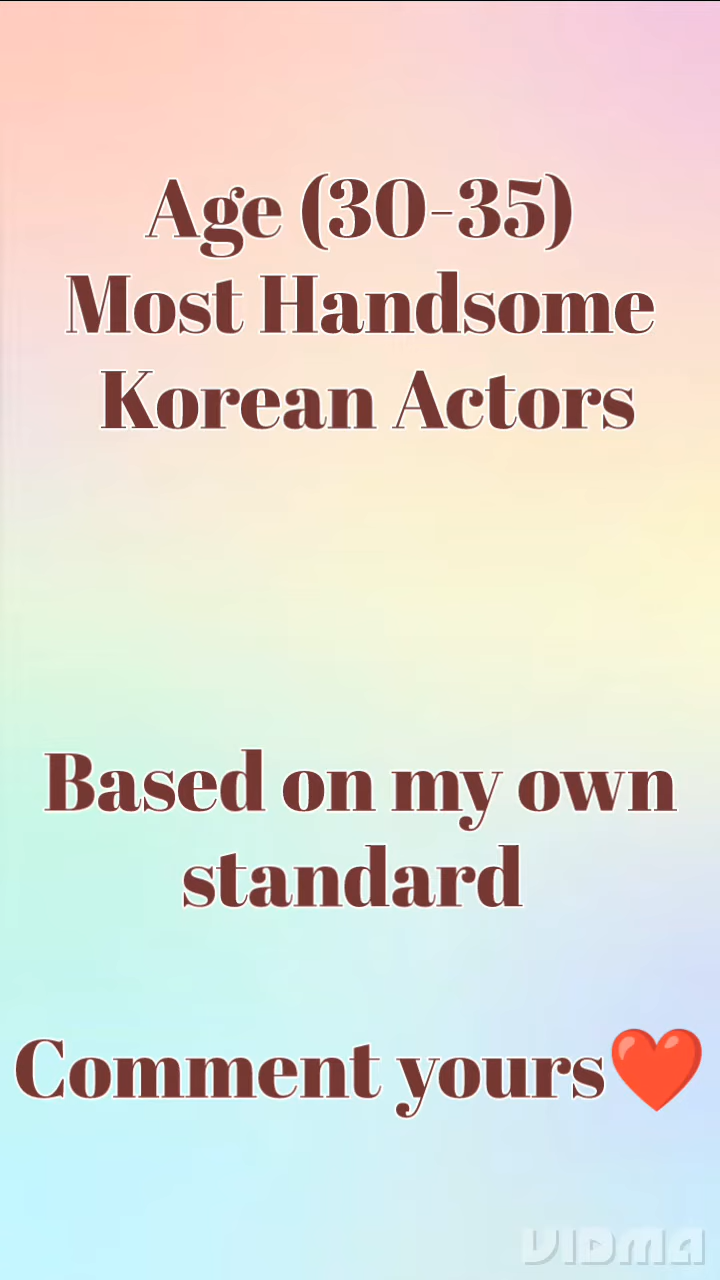 Age (30-35)
Most Handsome
Korean Actors
Based on my own
standard
Comment yours❤️
VIDMA